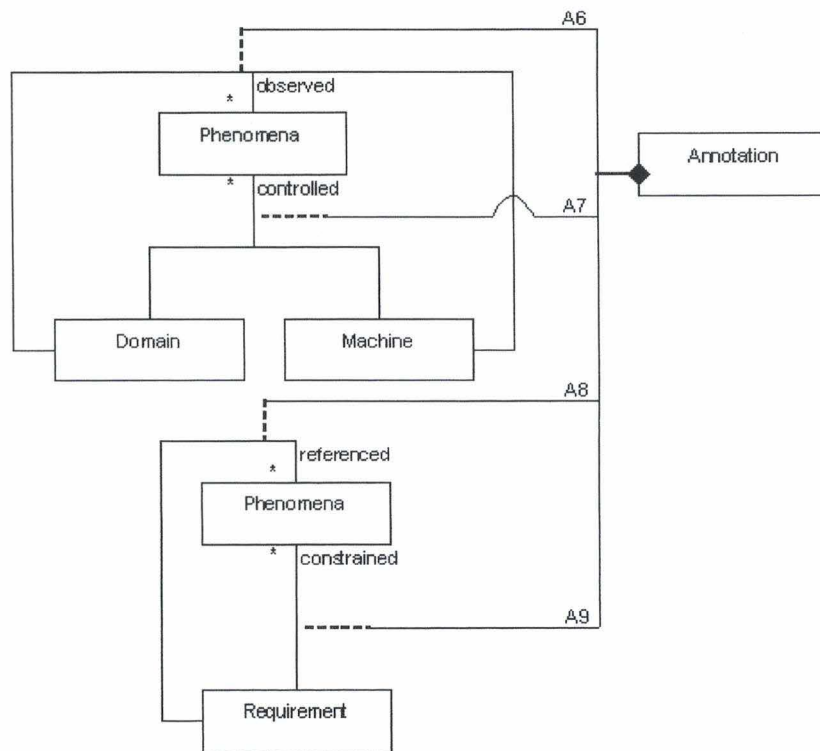 A6
observed
*
Phenomena
Annotation
*
controlled
A7
Domain
Machine
A8
referenced
*
Phenomena
*
constrained
A9
Requirement